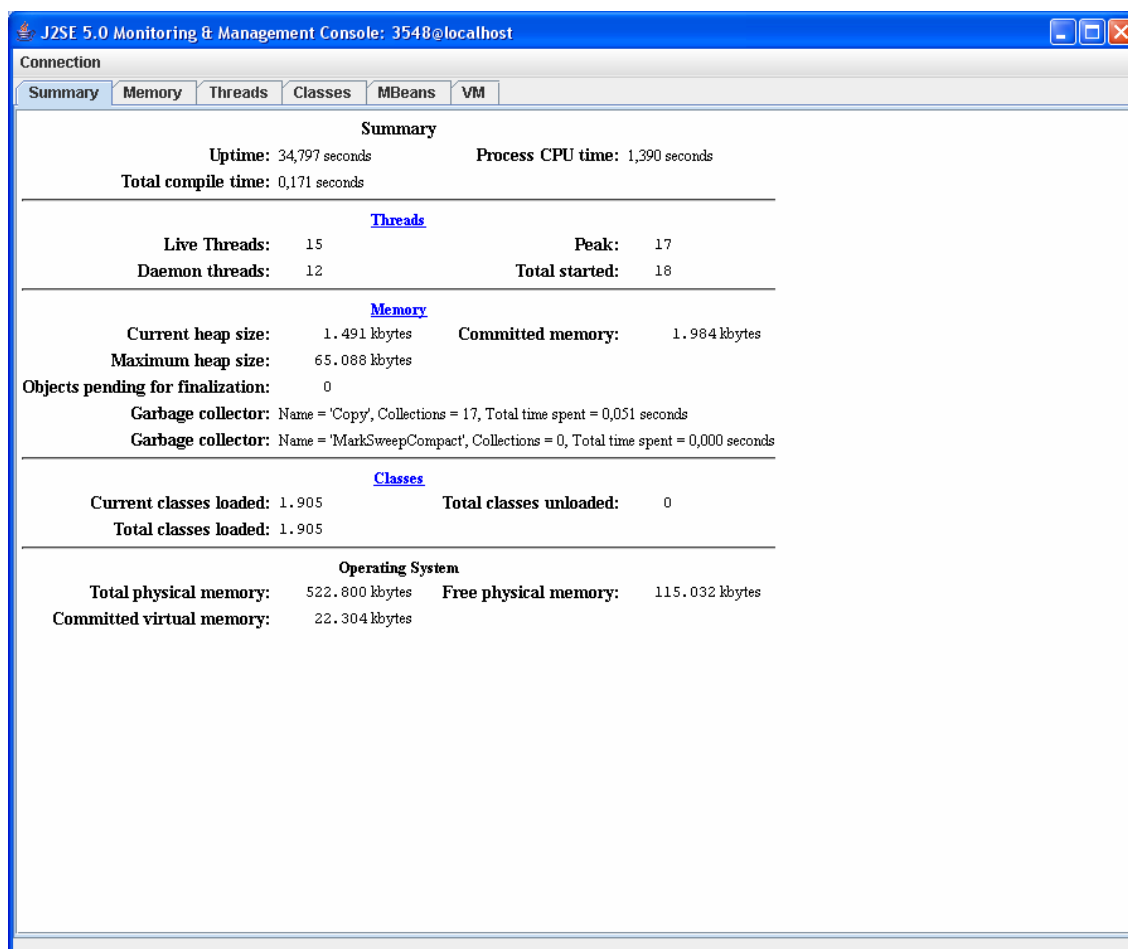 J2SE 5.0 Monitoring & Management Console: 3548@localhost
Connection
Summary Memory Threads Classes MBeans VM
Summary
Uptime: 34,797 seconds Process CPU time: 1,390 seconds
Total compile time: 0,171 seconds
Threads
Live Threads: 15 Peak: 17
Daemon threads: 12 Total started: 18
Memory
Current heap size: 1.491 kbytes Committed memory: 1.984 kbytes
Maximum heap size: 65.088 kbytes
Objects pending for finalization: 0
Garbage collector: Name = 'Copy', Collections = 17, Total time spent = 0,051 seconds
Garbage collector: Name = 'MarkSweepCompact', Collections = 0, Total time spent = 0,000 seconds
Classes
Current classes loaded: 1.905 Total classes unloaded: 0
Total classes loaded: 1.905
Operating System
Total physical memory: 522.800 kbytes Free physical memory: 115.032 kbytes
Committed virtual memory: 22.304 kbytes